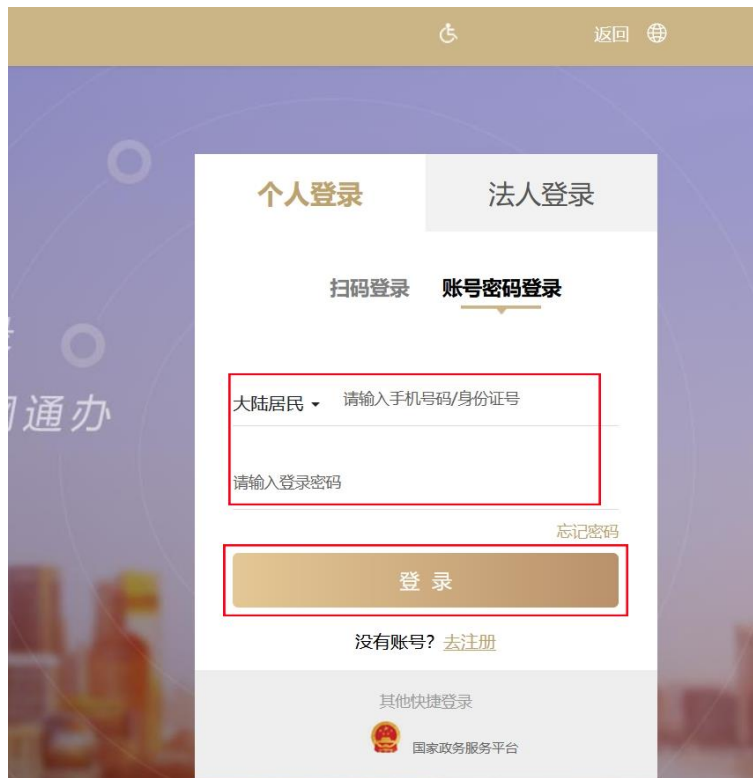 返回
个人登录 法人登录
扫码登录 账号密码登录
通办
大陆居民 请输入手机号码/身份证号
请输入登录密码
忘记密码
登 录
没有账号? 去注册
其他快捷登录
国家政务服务平台